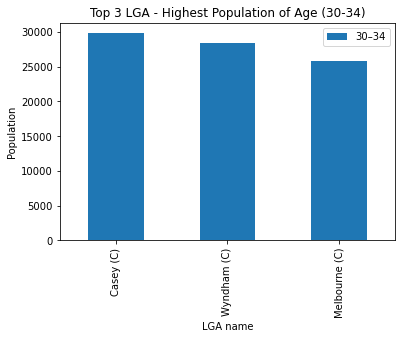 Top 3 LGA - Highest Population of Age (30-34)
30–34
30000
25000
20000
15000
10000
5000
0
Population
Casey (C)
Wyndham (C)
Melbourne (C)
LGA name